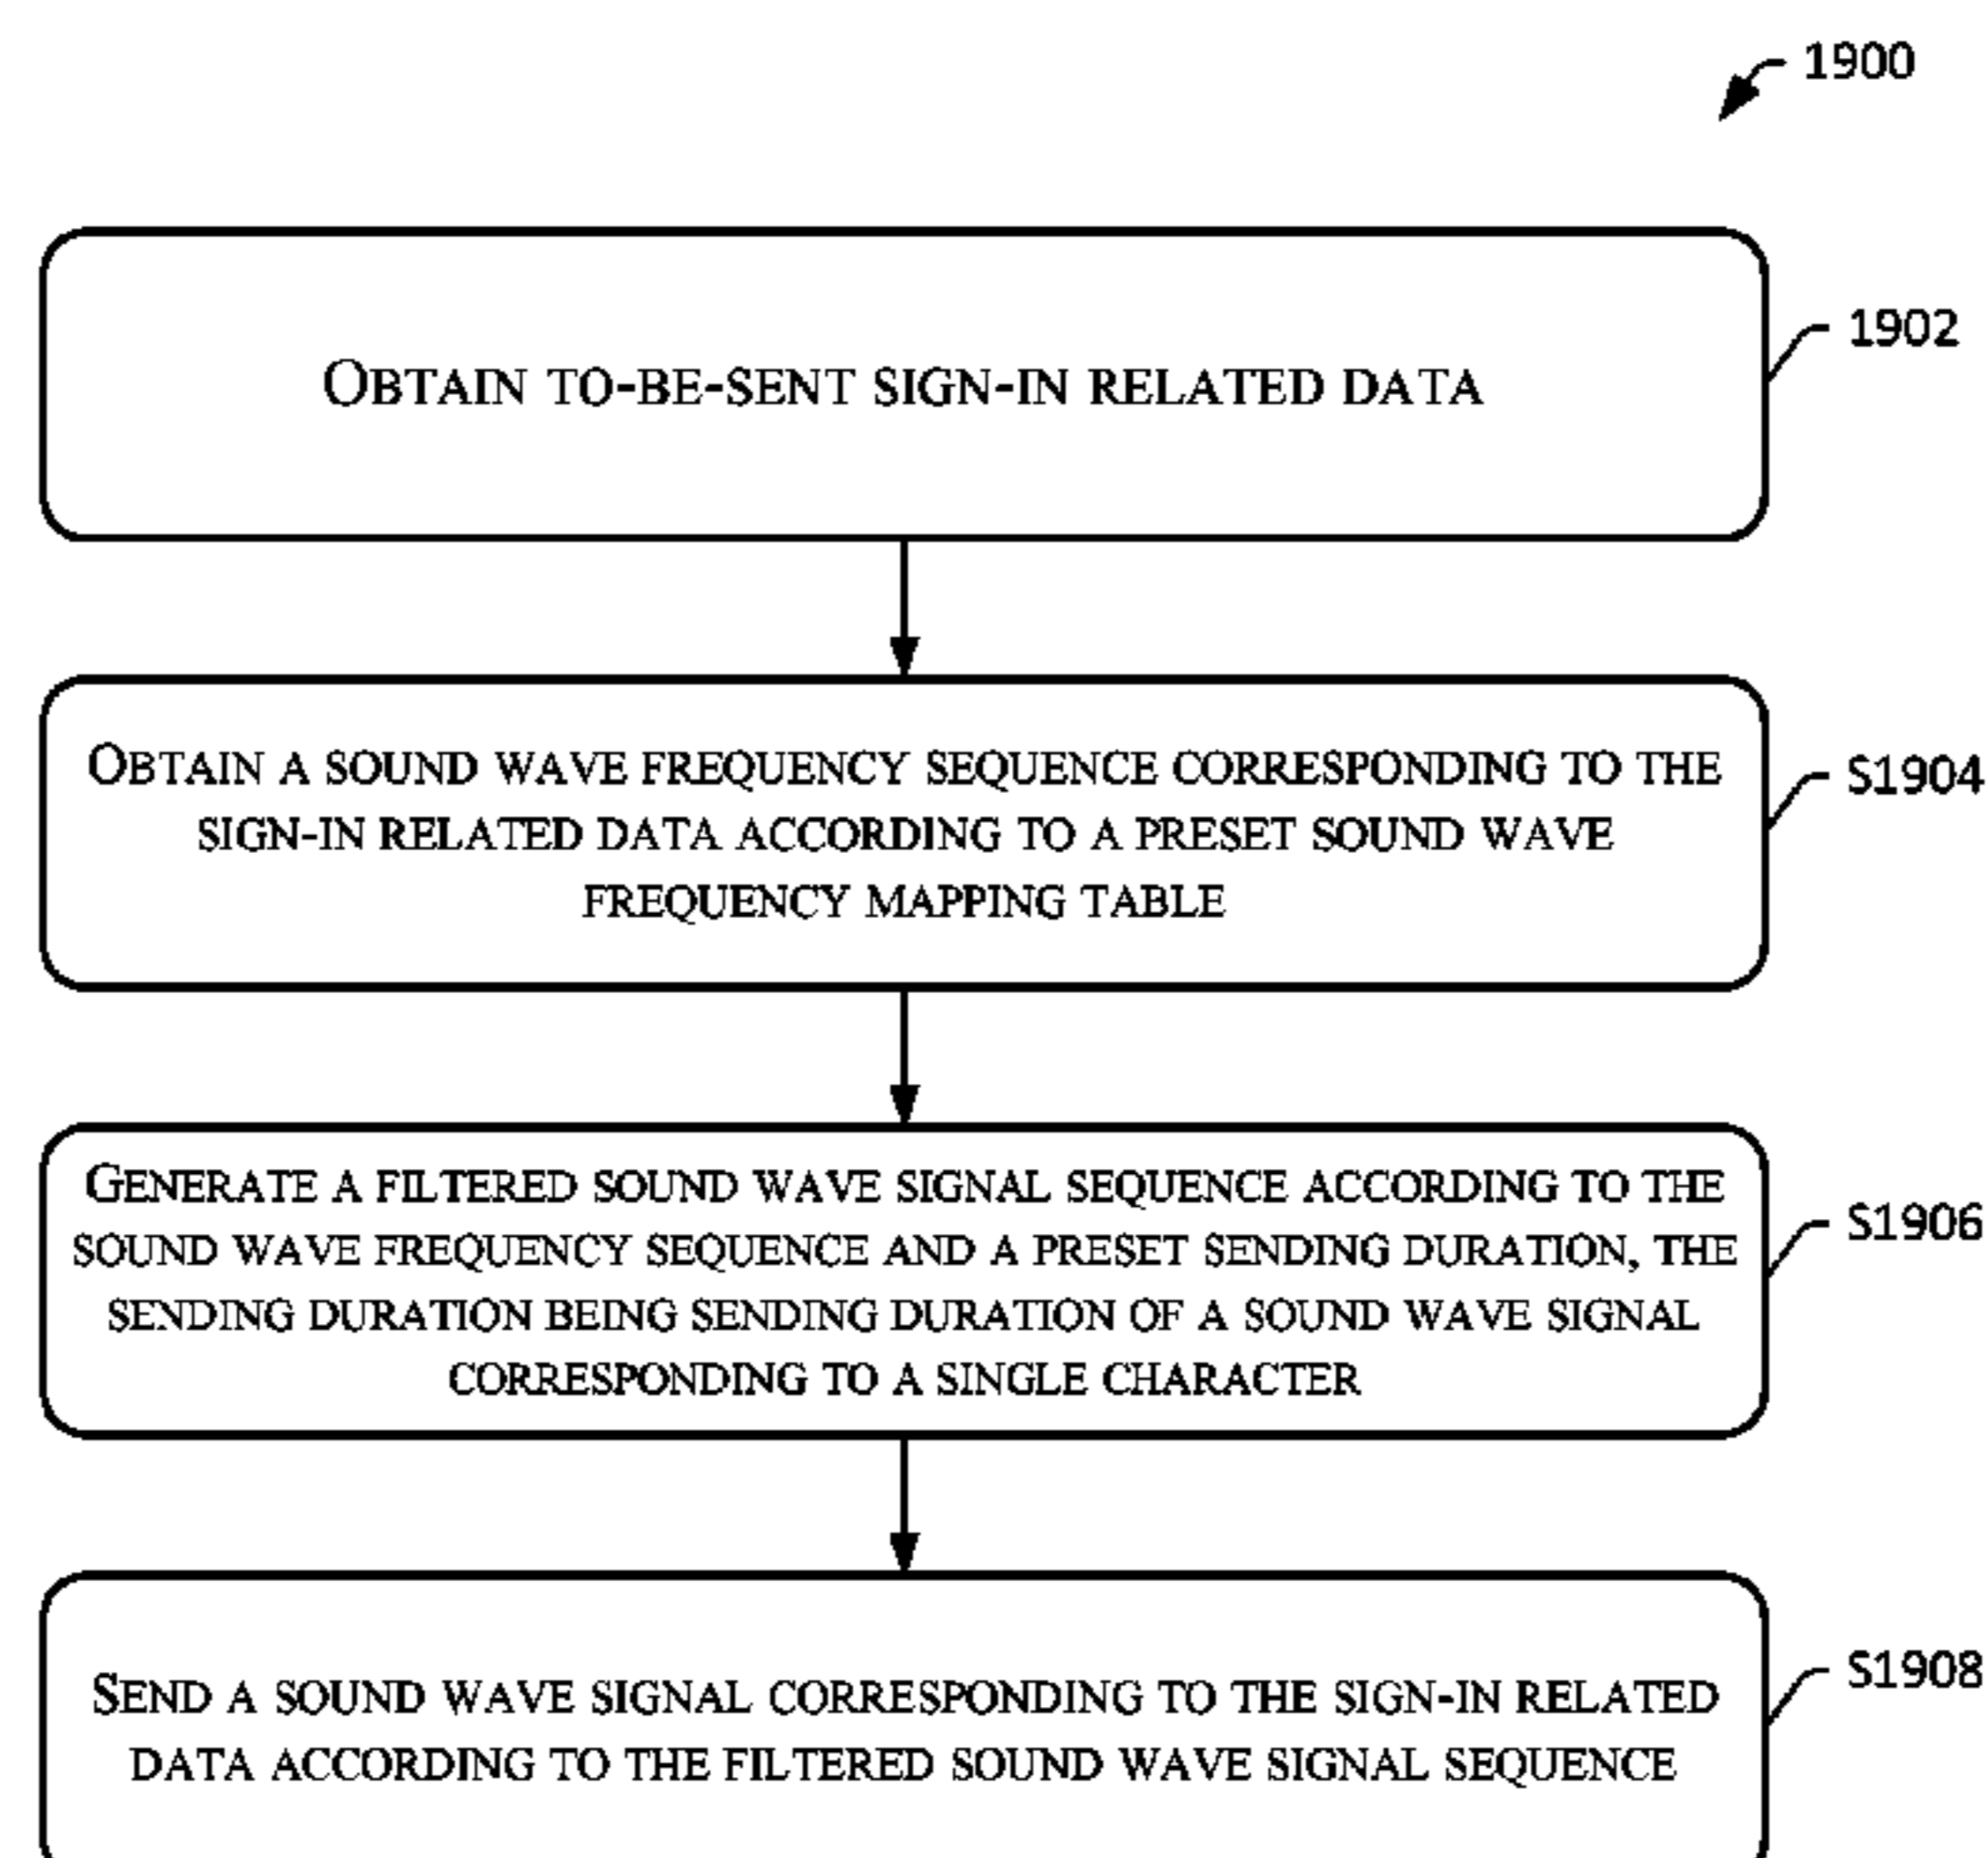 1900
OBTAIN TO-BE-SENT SIGN-IN RELATED DATA
1902
OBTAIN A SOUND WAVE FREQUENCY SEQUENCE CORRESPONDING TO THE
SIGN-IN RELATED DATA ACCORDING TO A PRESET SOUND WAVE
FREQUENCY MAPPING TABLE
S1904
GENERATE A FILTERED SOUND WAVE SIGNAL SEQUENCE ACCORDING TO THE
SOUND WAVE FREQUENCY SEQUENCE AND A PRESET SENDING DURATION, THE
SENDING DURATION BEING SENDING DURATION OF A SOUND WAVE SIGNAL
CORRESPONDING TO A SINGLE CHARACTER
S1906
SEND A SOUND WAVE SIGNAL CORRESPONDING TO THE SIGN-IN RELATED
DATA ACCORDING TO THE FILTERED SOUND WAVE SIGNAL SEQUENCE
S1908